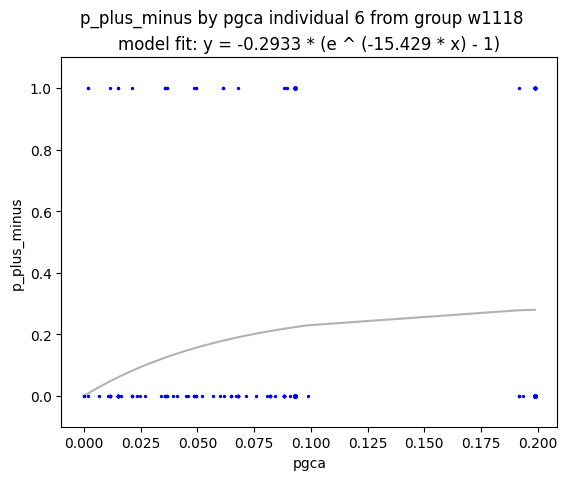 p_plus_minus by pgca individual 6 from group w1118
model fit: y = -0.2933 * (e ^ (-15.429 * x) - 1)
1.0
0.8
0.6
0.4
0.2
0.0
p_plus_minus
0.000 0.025 0.050 0.075 0.100 0.125 0.150 0.175 0.200
pgca